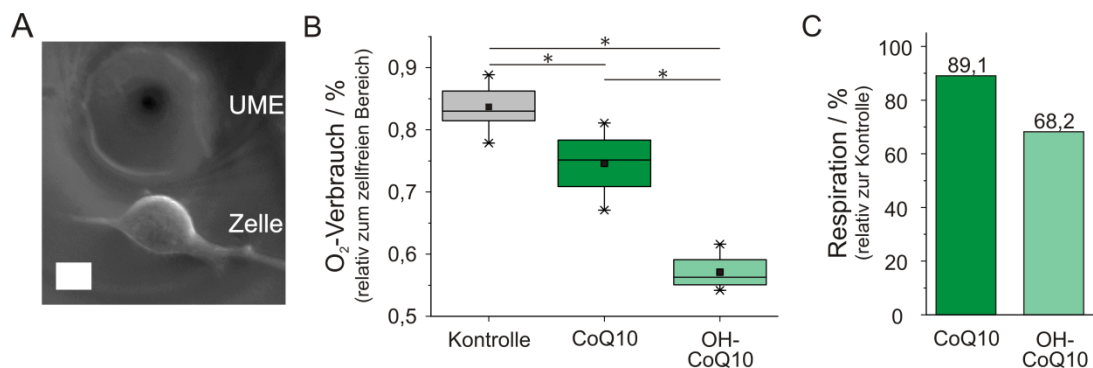 A
UME
Zelle
B
O₂-Verbrauch / %
(relativ zum zellfreien Bereich)
0,9
0,8
0,7
0,6
0,5
*
*
*
Kontrolle
CoQ10
OH-
CoQ10
C
Respiration / %
(relativ zur Kontrolle)
100
80
60
40
20
0
89,1
68,2
CoQ10
OH-
CoQ10